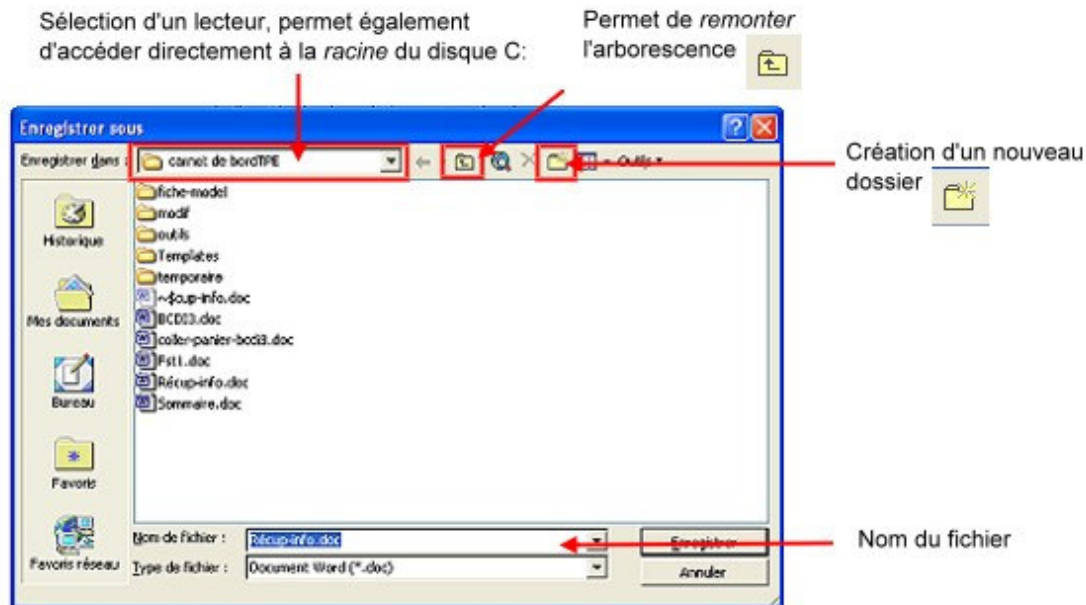 Sélection d'un lecteur, permet également
d'accéder directement à la racine du disque C:
Permet de remonter
l'arborescence
Enregistrer sous
Enregistrer dans :
carnet de bordTPE
Outils
Création d'un nouveau
dossier
Historique
Mes documents
Bureau
Favoris
Favoris réseau
fiche-model
modif
outils
Templates
temporaire
~$cup-info.doc
BCDI3.doc
coller-panier-bcdi3.doc
Récup-info.doc
Sommaire.doc
Nom de fichier :
Récup-info.doc
Enregistrer
Nom du fichier
Type de fichier :
Document Word (*.doc)
Annuler